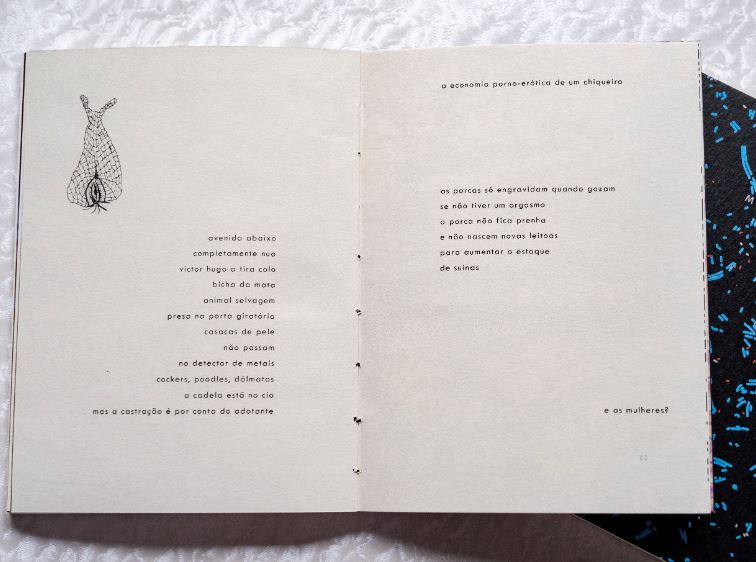 avenida abaixo
completamente nua
victor hugo a tira colo
bicho do mato
animal selvagem
presa na porta giratória
casacas de pele
não passam
no detector de metais
cockers, poodles, dálmatas
a cadela está no cio
mas a castração é por conta do adotante
a economia porno-erótica de um chiqueiro
as porcas só engravidam quando gozam
se não tiver um orgasmo
a porca não fica prenha
e não nascem novas leitoas
para aumentar o estoque
de suínas
e as mulheres?
63